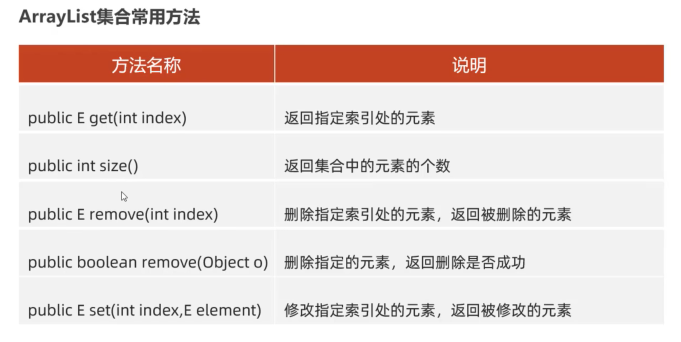 ArrayList集合常用方法
方法名称 说明
public E get(int index) 返回指定索引处的元素
public int size() 返回集合中的元素的个数
public E remove(int index) 删除指定索引处的元素，返回被删除的元素
public boolean remove(Object o) 删除指定的元素，返回删除是否成功
public E set(int index,E element) 修改指定索引处的元素，返回被修改的元素